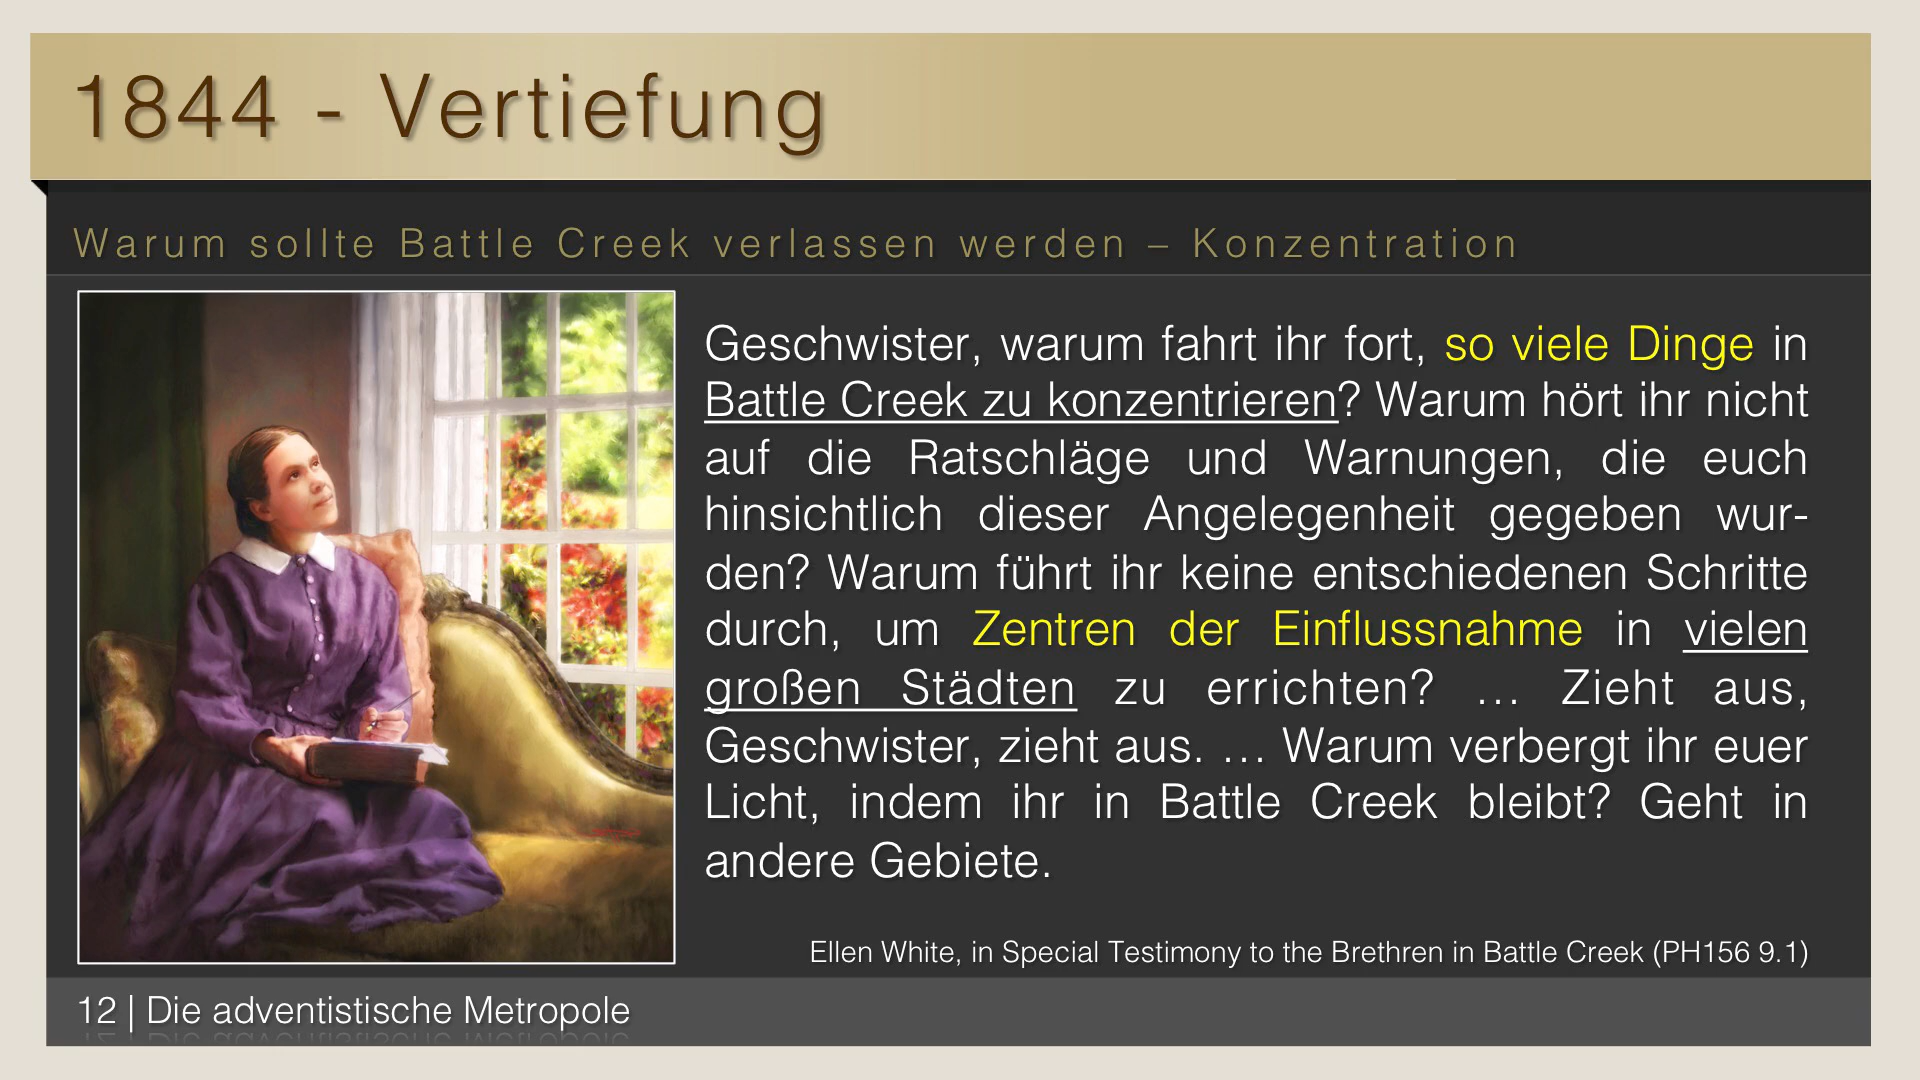 1844 - Vertiefung
Warum sollte Battle Creek verlassen werden – Konzentration
Geschwister, warum fahrt ihr fort, so viele Dinge in
Battle Creek zu konzentrieren? Warum hört ihr nicht
auf die Ratschläge und Warnungen, die euch
hinsichtlich dieser Angelegenheit gegeben wur-
den? Warum führt ihr keine entschiedenen Schritte
durch, um Zentren der Einflussnahme in vielen
großen Städten zu errichten? … Zieht aus,
Geschwister, zieht aus. … Warum verbergt ihr euer
Licht, indem ihr in Battle Creek bleibt? Geht in
andere Gebiete.
Ellen White, in Special Testimony to the Brethren in Battle Creek (PH156 9.1)
12 | Die adventistische Metropole